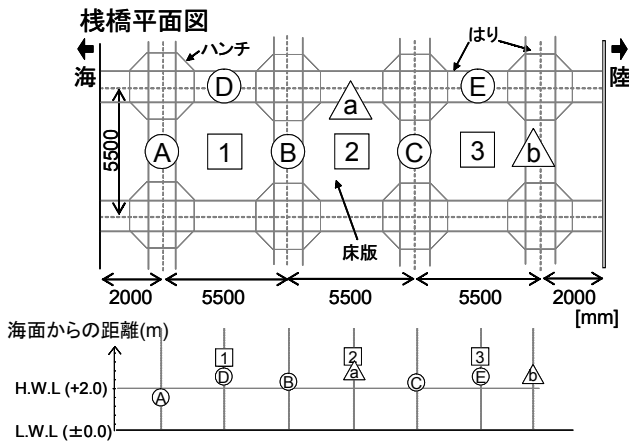 桟橋平面図
ハンチ
はり
海
陸
D
E
a
A
1
B
2
C
3
b
5500
床版
2000
5500
5500
5500
2000
[mm]
海面からの距離(m)
1
2
3
D
a
E
b
B
C
H.W.L (+2.0)
A
L.W.L (±0.0)